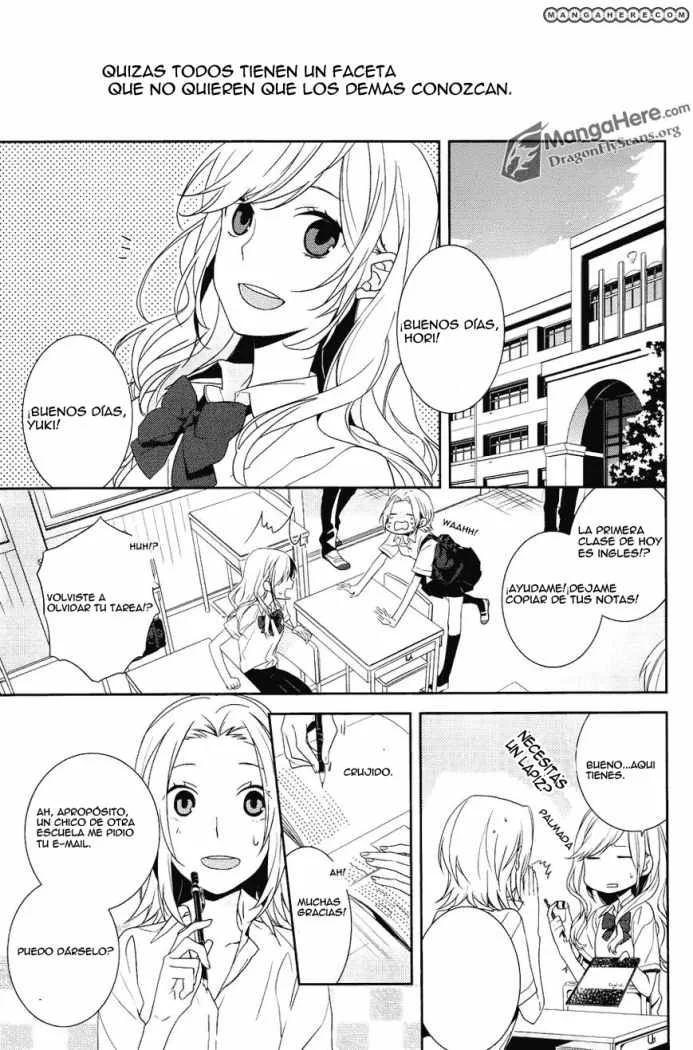 MANGAHERE.COM
QUIZAS TODOS TIENEN UN FACETA
QUE NO QUIEREN QUE LOS DEMAS CONOZCAN.
MangaHere.com
DragonFlyScans.org
¡BUENOS DÍAS,
HORI!
¡BUENOS DÍAS,
YUKI!
LA PRIMERA
CLASE DE HOY
ES INGLES!?
¡AYUDAME! ¡DEJAME
COPIAR DE TUS NOTAS!
WAAHH!
HUH!?
VOLVISTE A
OLVIDAR TU TAREA!?
BUENO...AQUI
TIENES.
NECESITAS
UN LAPIZ?
PALMADA
CRUJIDO.
AH!
MUCHAS
GRACIAS!
AH, APROPÓSITO,
UN CHICO DE OTRA
ESCUELA ME PIDIO
TU E-MAIL.
PUEDO DÁRSELO?